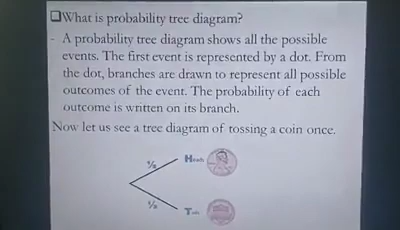 ❑What is probability tree diagram?
- A probability tree diagram shows all the possible
events. The first event is represented by a dot. From
the dot, branches are drawn to represent all possible
outcomes of the event. The probability of each
outcome is written on its branch.
Now let us see a tree diagram of tossing a coin once.
½ Heads
½ Tails